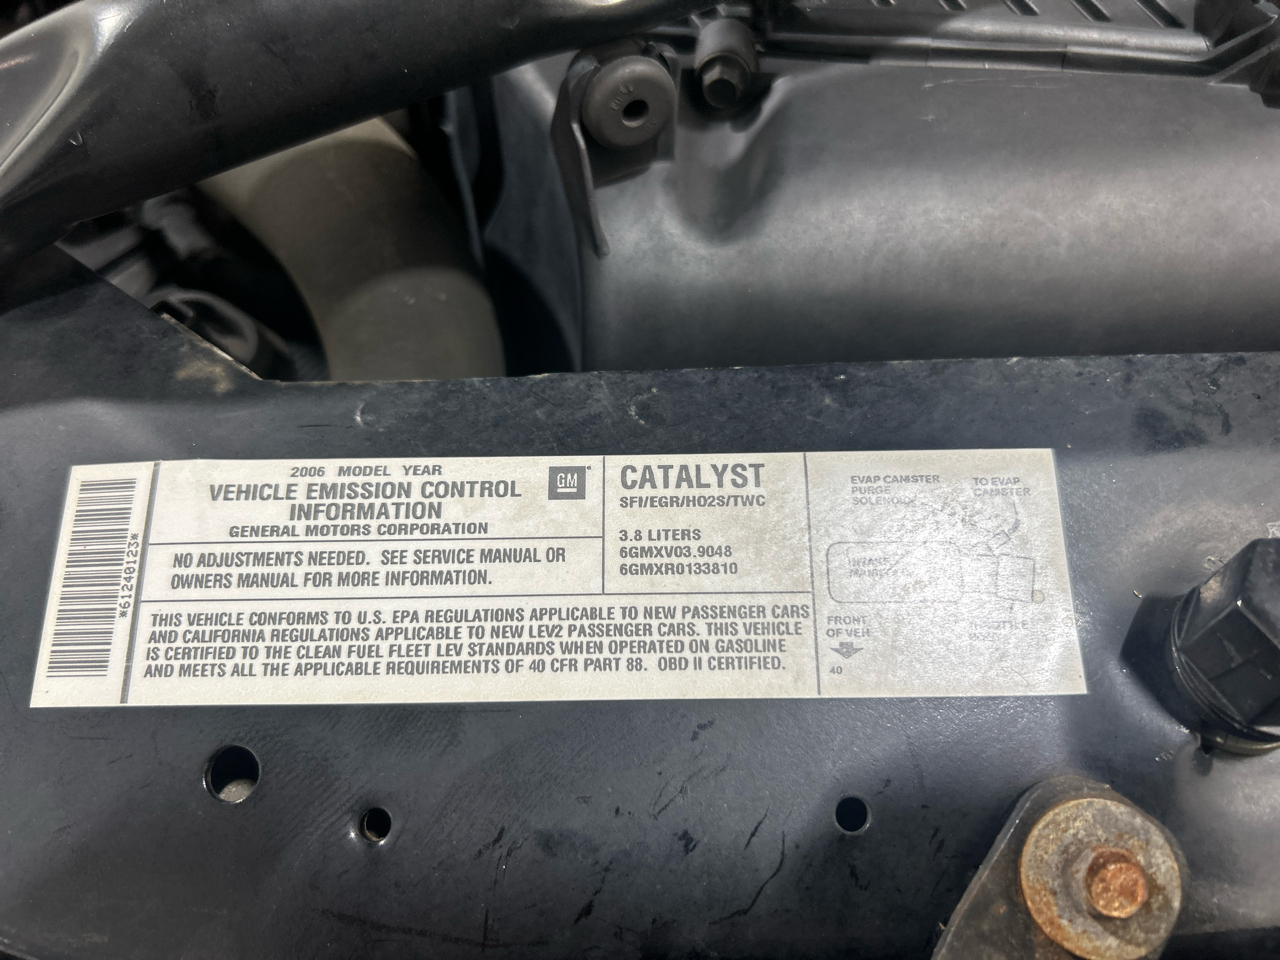 *61240123*
2006 MODEL YEAR
VEHICLE EMISSION CONTROL
INFORMATION
GENERAL MOTORS CORPORATION
GM
NO ADJUSTMENTS NEEDED. SEE SERVICE MANUAL OR
OWNERS MANUAL FOR MORE INFORMATION.
CATALYST
SFI/EGR/HO2S/TWC
3.8 LITERS
6GMXV03.9048
6GMXR0133810
THIS VEHICLE CONFORMS TO U.S. EPA REGULATIONS APPLICABLE TO NEW PASSENGER CARS
AND CALIFORNIA REGULATIONS APPLICABLE TO NEW LEV2 PASSENGER CARS. THIS VEHICLE
IS CERTIFIED TO THE CLEAN FUEL FLEET LEV STANDARDS WHEN OPERATED ON GASOLINE
AND MEETS ALL THE APPLICABLE REQUIREMENTS OF 40 CFR PART 88. OBD II CERTIFIED.
EVAP CANISTER
PURGE
SOLENOID
TO EVAP
CANISTER
INTAKE
FRONT
OF VEH
40